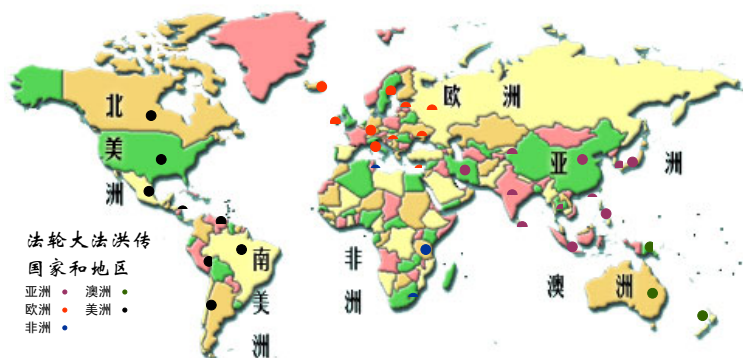 北美洲
欧洲
亚洲
非洲
南美洲
澳洲
法轮大法洪传
国家和地区
亚洲 澳洲
欧洲 美洲
非洲